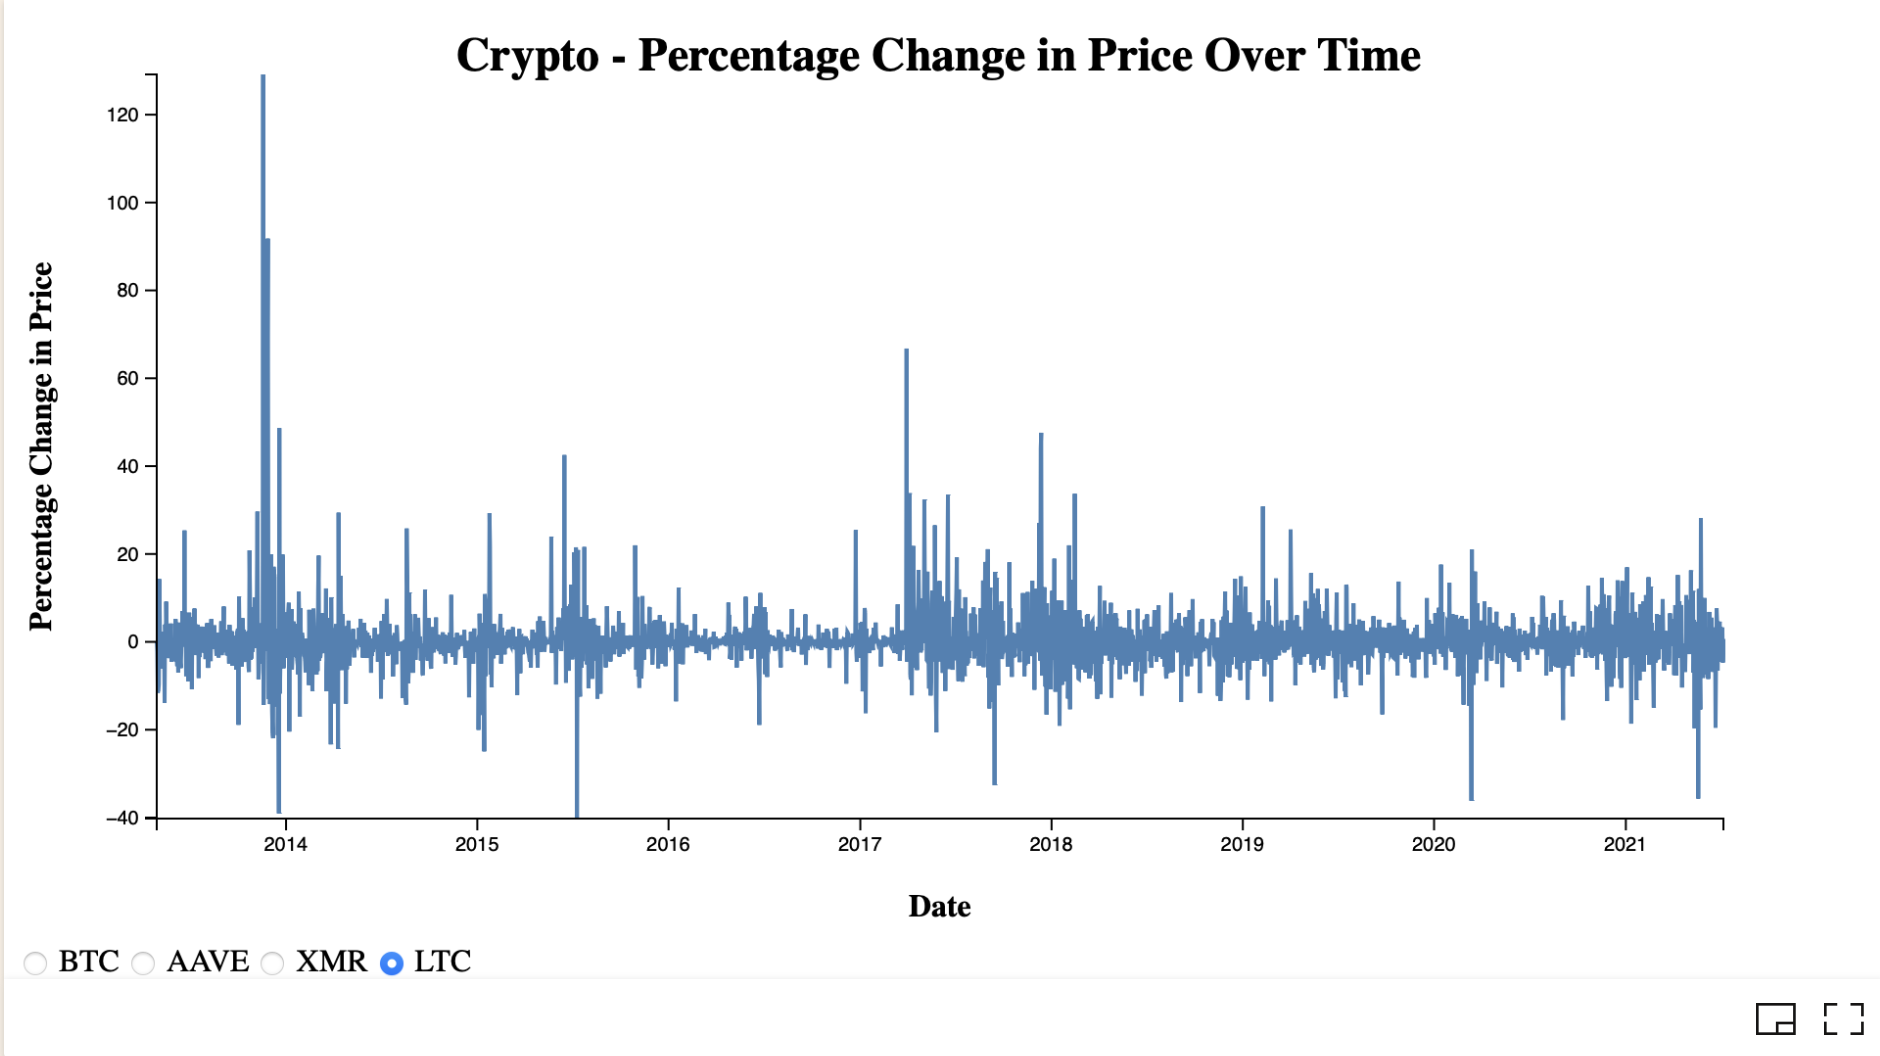 Crypto - Percentage Change in Price Over Time
Percentage Change in Price
120
100
80
60
40
20
0
−20
−40
2014 2015 2016 2017 2018 2019 2020 2021
Date
BTC AAVE XMR LTC